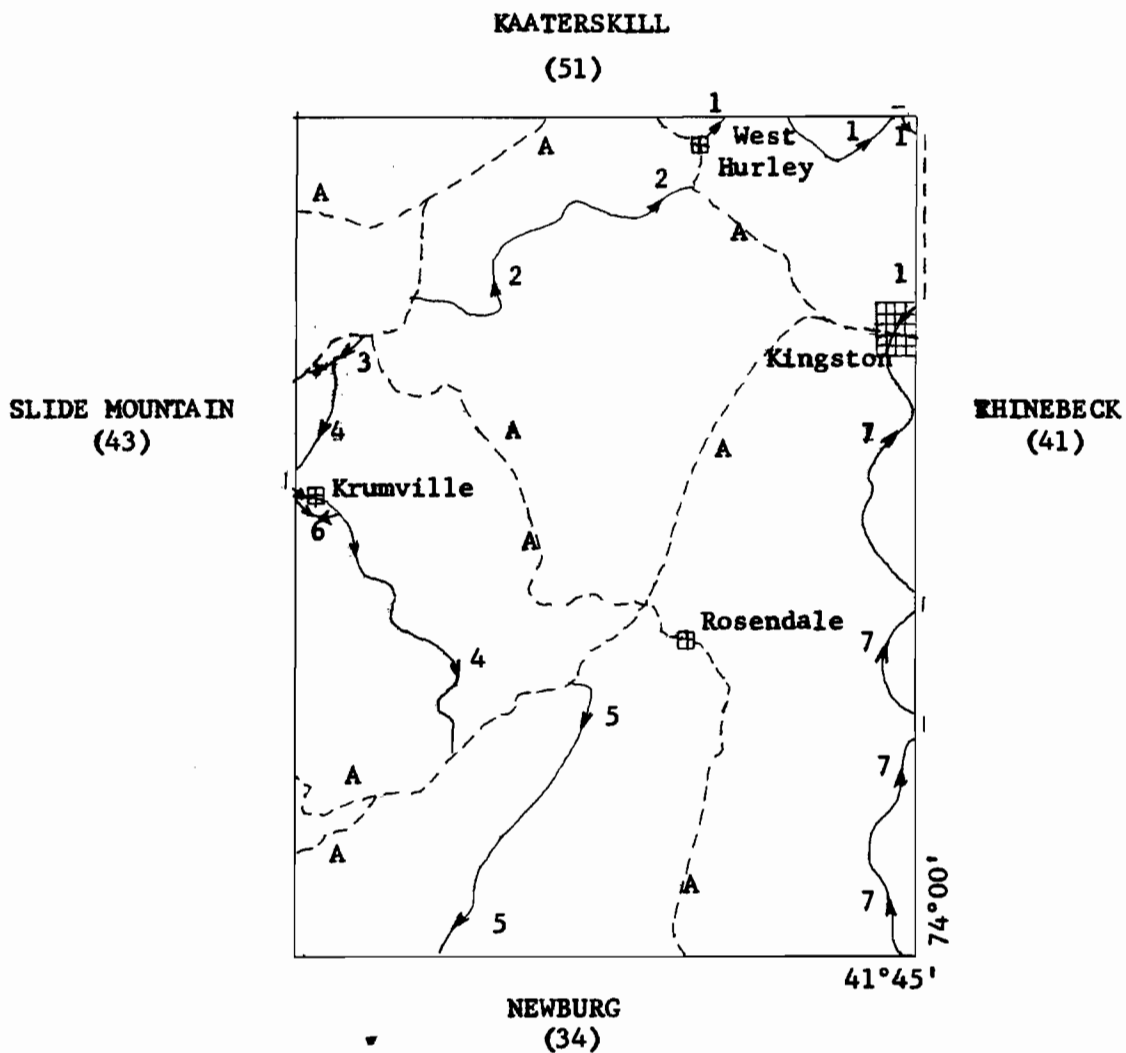 KAATERSKILL
(51)
1
West
Hurley
1
1
A
A
2
A
2
1
Kingston
3
SLIDE MOUNTAIN
(43)
4
RHINEBECK
(41)
A
A
Krumville
6
A
Rosendale
7
4
5
A
7
A
A
5
7
74°00'
41°45'
NEWBURG
(34)